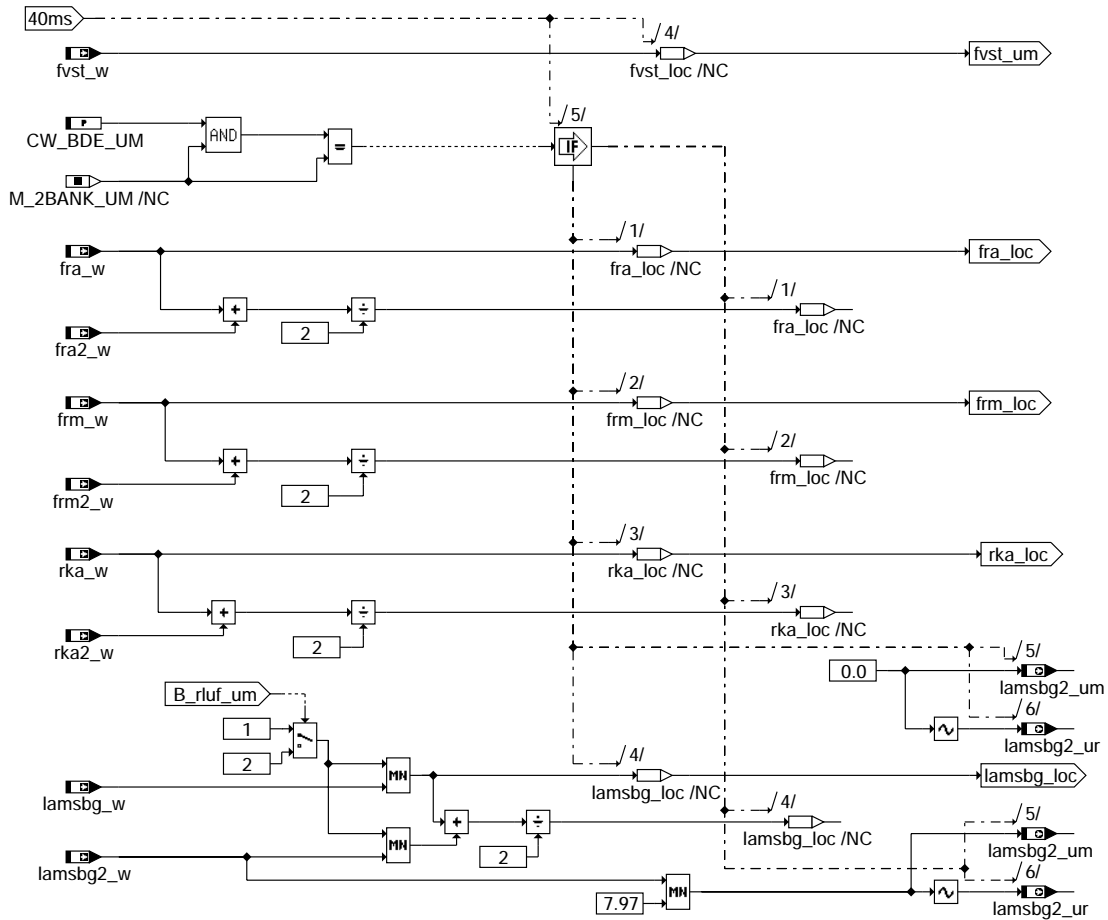 40ms
/4/
fvst_w
fvst_loc /NC
fvst_um
/5/
CW_BDE_UM
P
AND
=
IF
M_2BANK_UM /NC
/1/
fra_w
fra_loc /NC
fra_loc
/1/
+
÷
2
fra_loc /NC
fra2_w
/2/
frm_w
frm_loc /NC
frm_loc
/2/
+
÷
2
frm_loc /NC
frm2_w
/3/
rka_w
rka_loc /NC
rka_loc
/3/
+
÷
2
rka_loc /NC
rka2_w
/5/
0.0
lamsbg2_um
B_rluf_um
/6/
1
lamsbg2_ur
2
/4/
MN
lamsbg_w
lamsbg_loc /NC
lamsbg_loc
/4/
+
÷
2
lamsbg_loc /NC
/5/
MN
lamsbg2_um
lamsbg2_w
/6/
7.97
MN
lamsbg2_ur